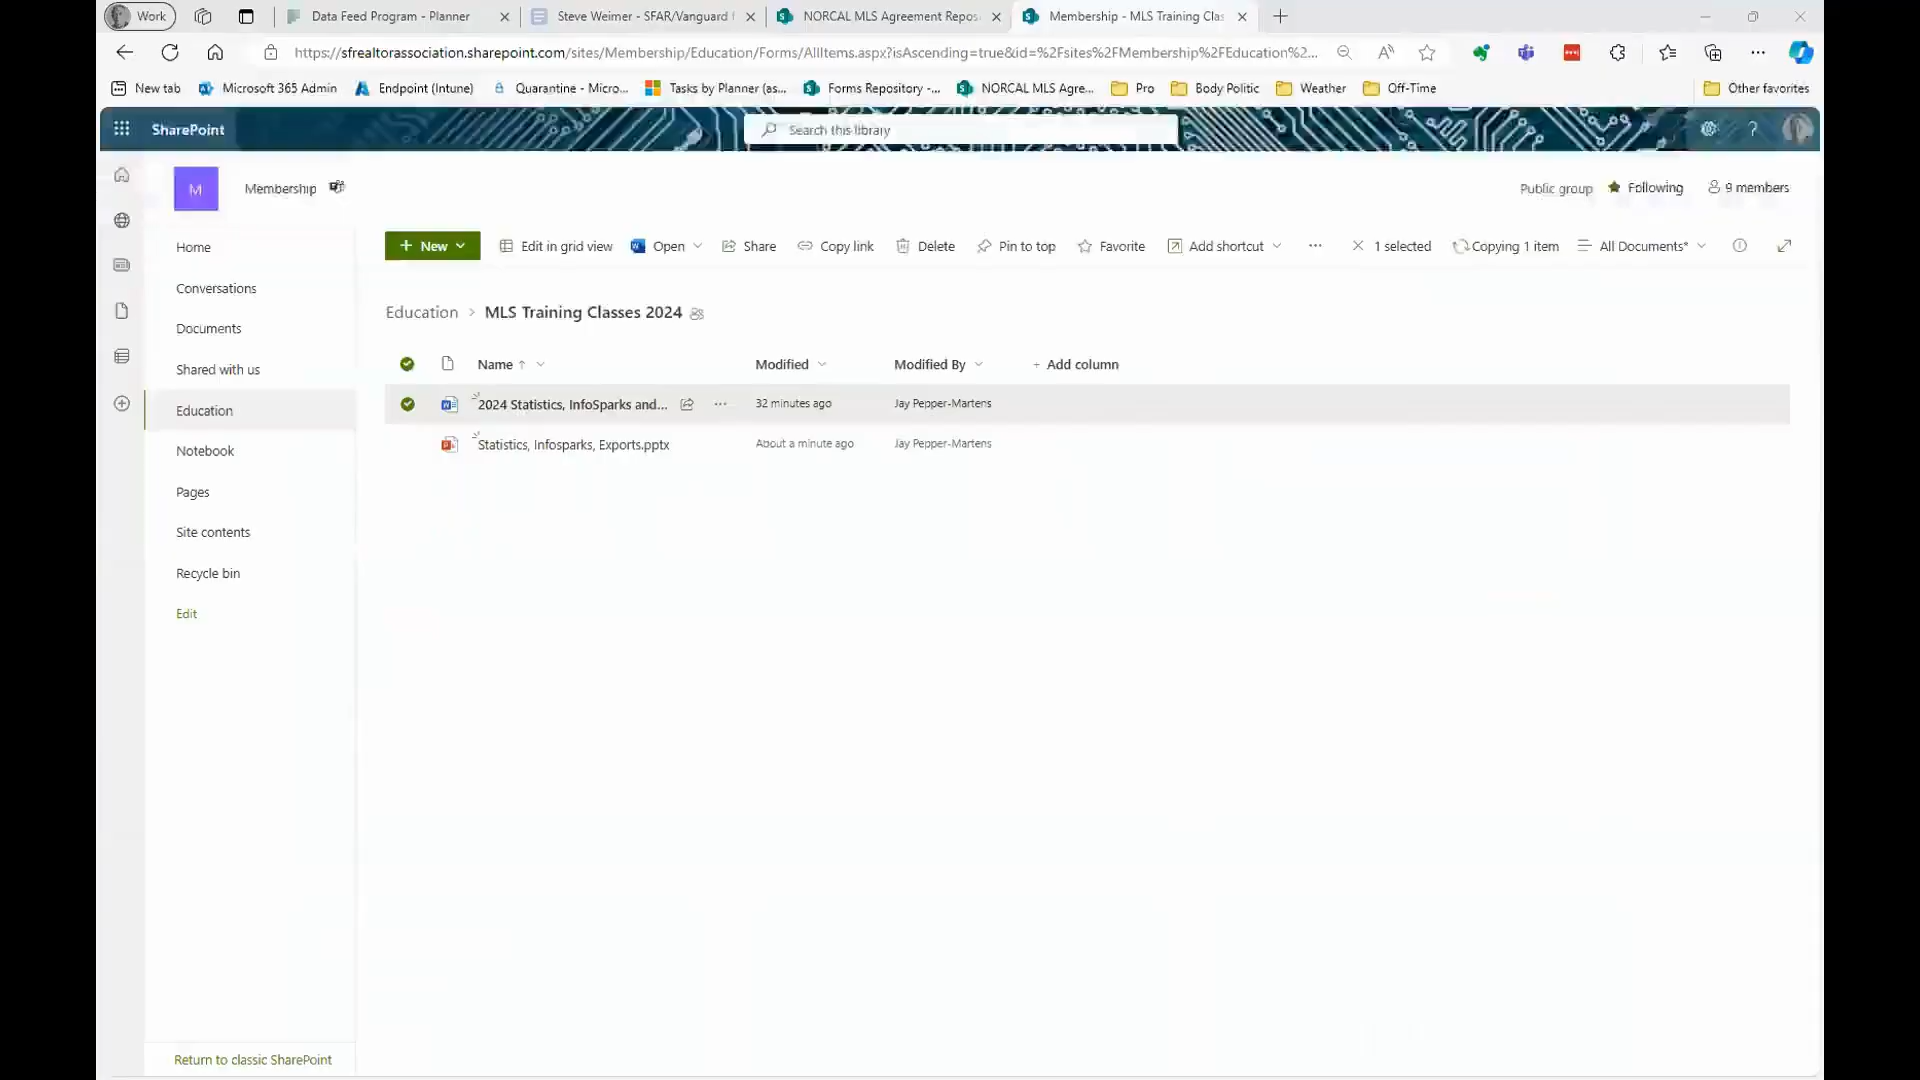 Work
Data Feed Program - Planner
Steve Weimer - SFAR/Vanguard
NORCAL MLS Agreement Repos
Membership - MLS Training Clas
https://sfrealtorassociation.sharepoint.com/sites/Membership/Education/Forms/AllItems.aspx?isAscending=true&id=%2Fsites%2FMembership%2FEducation%2...
New tab
Microsoft 365 Admin
Endpoint (Intune)
Quarantine - Micro...
Tasks by Planner (as...
Forms Repository -...
NORCAL MLS Agre...
Pro
Body Politic
Weather
Off-Time
Other favorites
SharePoint
Search this library
M
Membership
Public group
Following
9 members
Home
Conversations
Documents
Shared with us
Education
Notebook
Pages
Site contents
Recycle bin
Edit
+ New
Edit in grid view
Open
Share
Copy link
Delete
Pin to top
Favorite
Add shortcut
...
1 selected
Copying 1 item
All Documents*
Education > MLS Training Classes 2024
Name ↑
Modified
Modified By
+ Add column
2024 Statistics, InfoSparks and...
32 minutes ago
Jay Pepper-Martens
Statistics, Infosparks, Exports.pptx
About a minute ago
Jay Pepper-Martens
Return to classic SharePoint